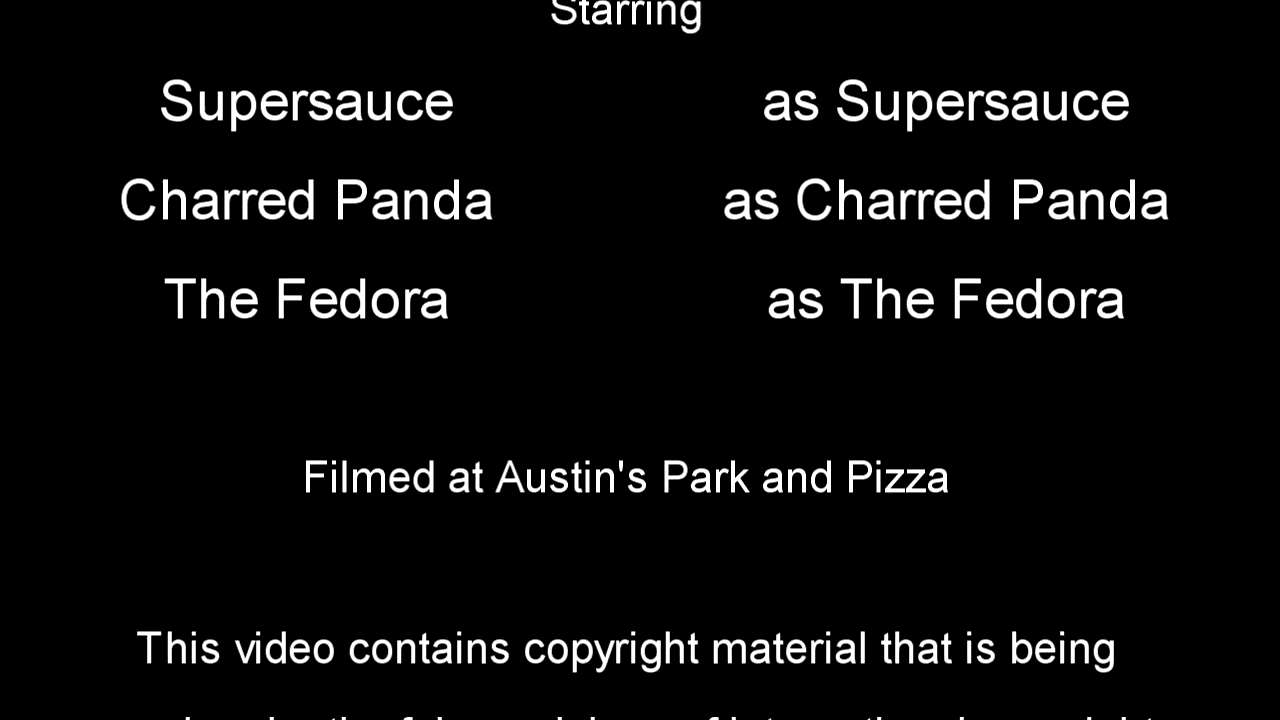 Starring
Supersauce as Supersauce
Charred Panda as Charred Panda
The Fedora as The Fedora
Filmed at Austin's Park and Pizza
This video contains copyright material that is being